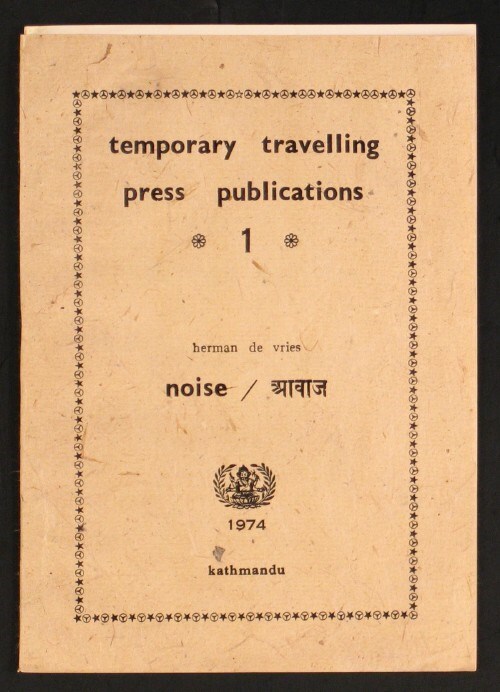 temporary travelling
press publications
1
herman de vries
noise / आवाज
1974
kathmandu